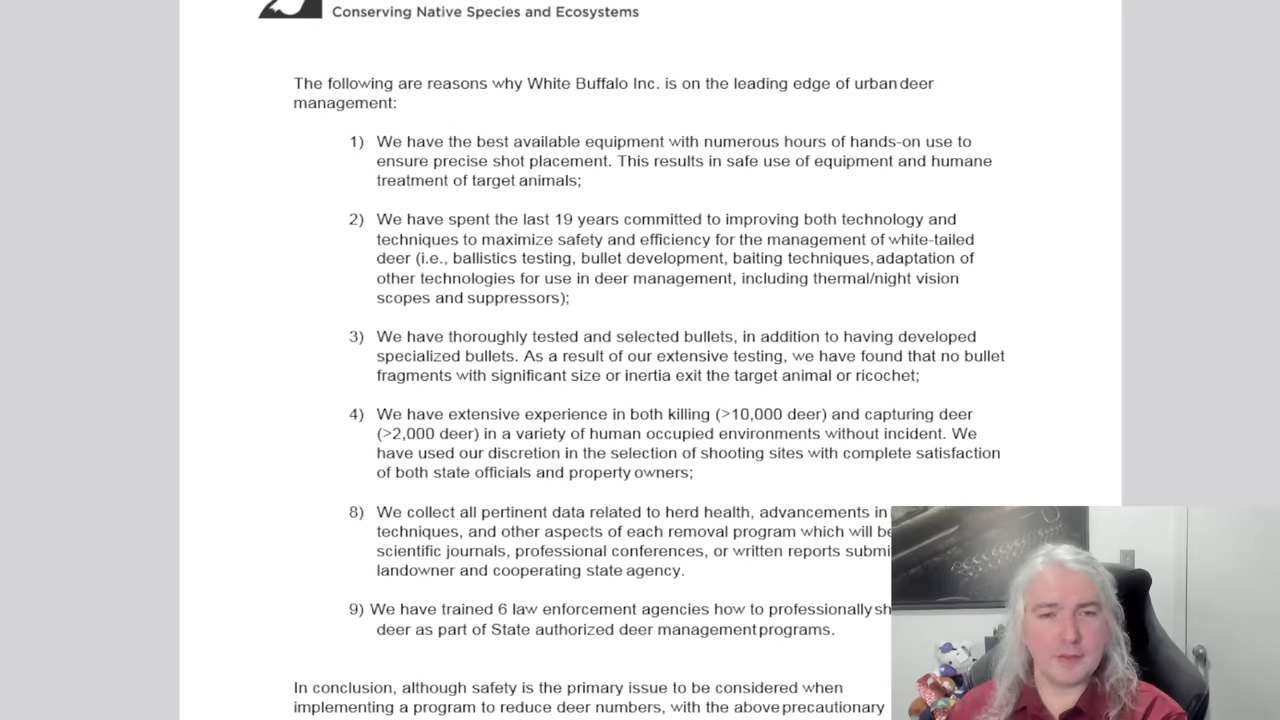 Conserving Native Species and Ecosystems
The following are reasons why White Buffalo Inc. is on the leading edge of urban deer
management:
1) We have the best available equipment with numerous hours of hands-on use to
ensure precise shot placement. This results in safe use of equipment and humane
treatment of target animals;
2) We have spent the last 19 years committed to improving both technology and
techniques to maximize safety and efficiency for the management of white-tailed
deer (i.e., ballistics testing, bullet development, baiting techniques, adaptation of
other technologies for use in deer management, including thermal/night vision
scopes and suppressors);
3) We have thoroughly tested and selected bullets, in addition to having developed
specialized bullets. As a result of our extensive testing, we have found that no bullet
fragments with significant size or inertia exit the target animal or ricochet;
4) We have extensive experience in both killing (>10,000 deer) and capturing deer
(>2,000 deer) in a variety of human occupied environments without incident. We
have used our discretion in the selection of shooting sites with complete satisfaction
of both state officials and property owners;
8) We collect all pertinent data related to herd health, advancements in
techniques, and other aspects of each removal program which will be
scientific journals, professional conferences, or written reports submi
landowner and cooperating state agency.
9) We have trained 6 law enforcement agencies how to professionally sh
deer as part of State authorized deer management programs.
In conclusion, although safety is the primary issue to be considered when
implementing a program to reduce deer numbers, with the above precautionary